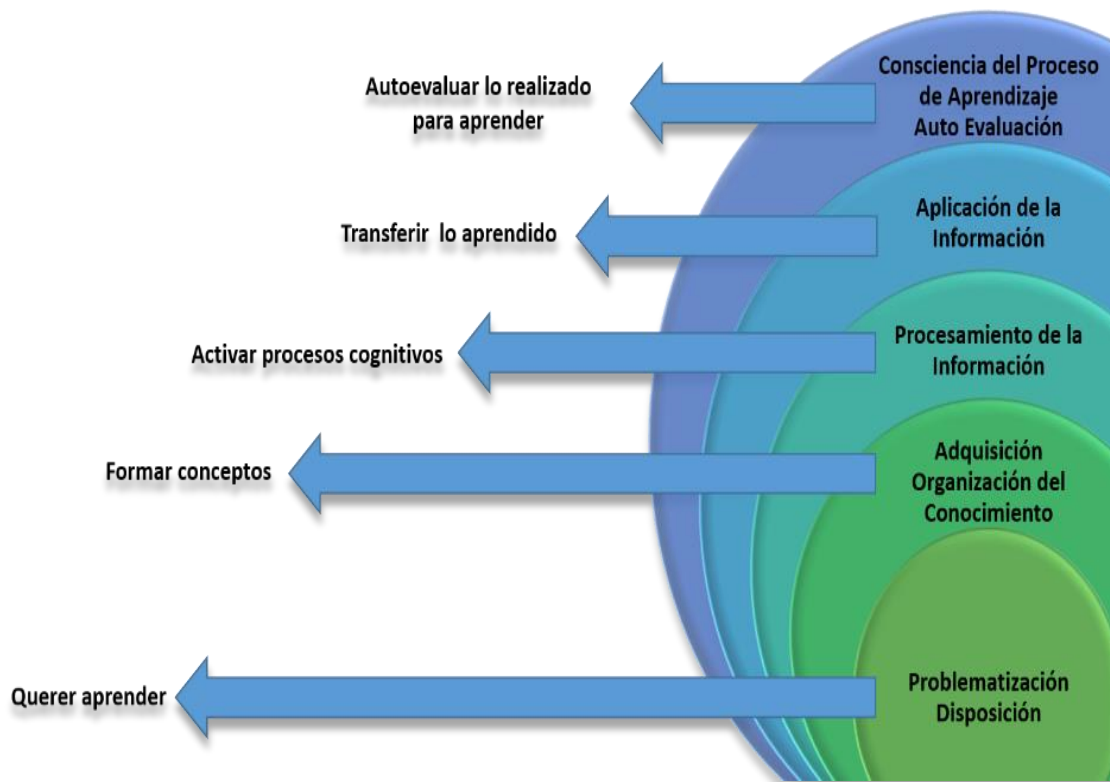 Autoevaluar lo realizado
para aprender
Consciencia del Proceso
de Aprendizaje
Auto Evaluación
Transferir lo aprendido
Aplicación de la
Información
Activar procesos cognitivos
Procesamiento de la
Información
Formar conceptos
Adquisición
Organización del
Conocimiento
Querer aprender
Problematización
Disposición